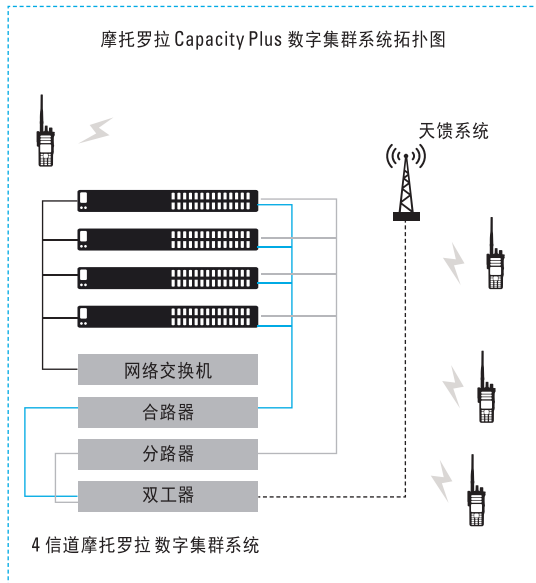 摩托罗拉 Capacity Plus 数字集群系统拓扑图
天馈系统
网络交换机
合路器
分路器
双工器
4 信道摩托罗拉 数字集群系统